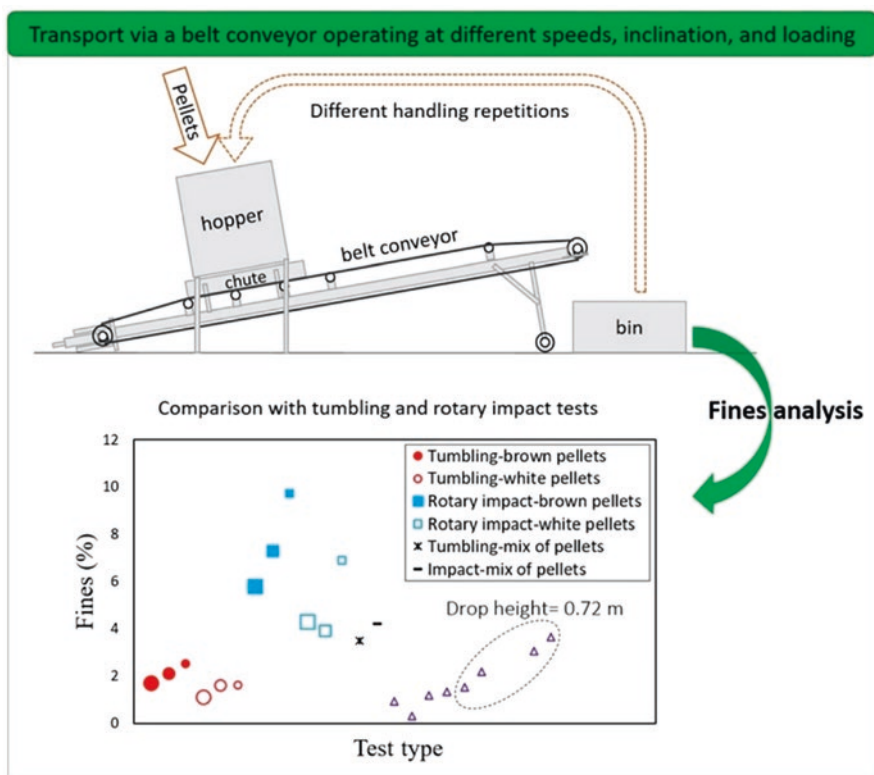 Transport via a belt conveyor operating at different speeds, inclination, and loading
Pellets
Different handling repetitions
hopper
belt conveyor
chute
bin
Fines analysis
Comparison with tumbling and rotary impact tests
12
10
8
6
4
2
0
Fines (%)
Tumbling-brown pellets
Tumbling-white pellets
Rotary impact-brown pellets
Rotary impact-white pellets
Tumbling-mix of pellets
Impact-mix of pellets
Drop height= 0.72 m
Test type